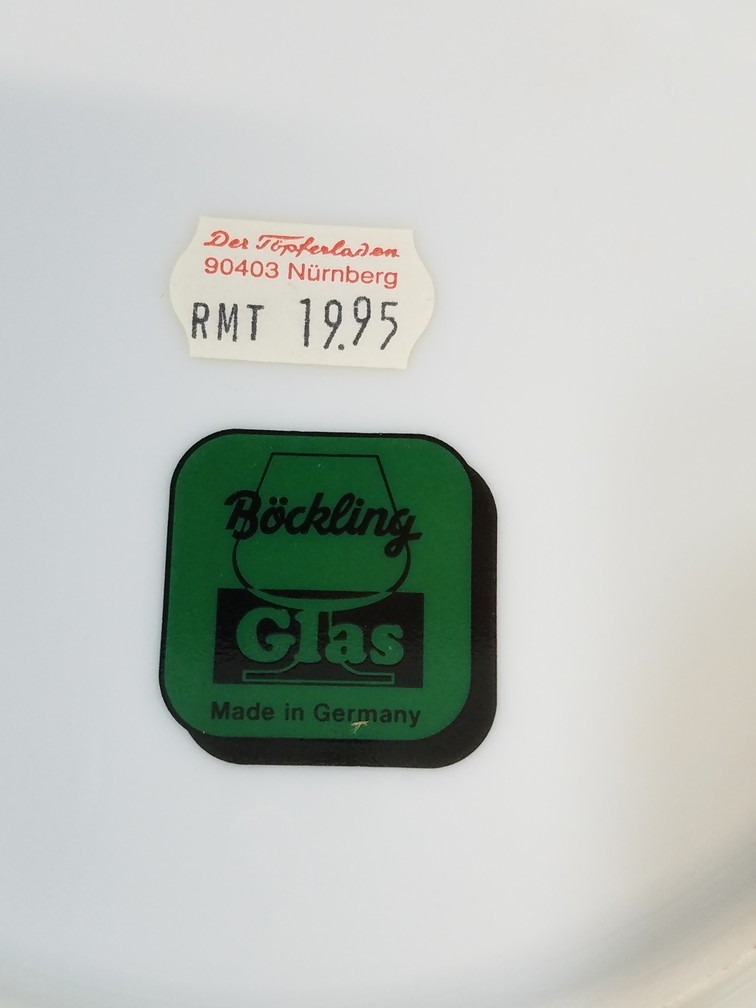 Der Töpferladen
90403 Nürnberg
RMT 19.95
Böckling
Glas
Made in Germany